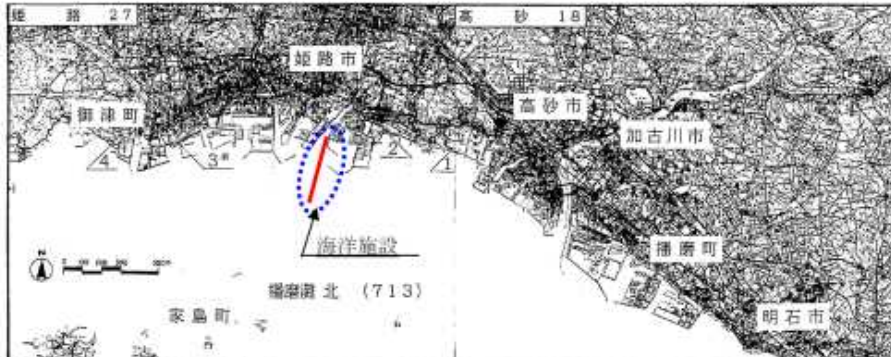 姫路 27
高砂 18
姫路市
御津町
高砂市
加古川市
4
3
2
1
海洋施設
播磨町
N
播磨灘北 (713)
家島町
明石市